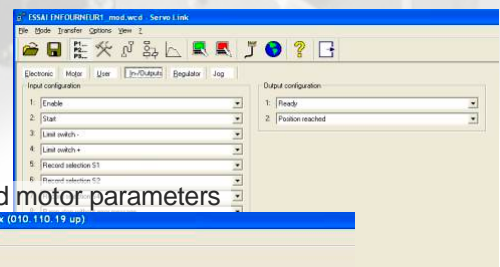 ESSAI ENFOURNEUR1_mod.wcd - Servo Link
File Mode Transfer Options View ?
Electronic Motor User In-/Outputs Regulator Jog
Input configuration
1: Enable
2: Start
3: Limit switch -
4: Limit switch +
5: Record selection S1
6: Record selection S2
Output configuration
1: Ready
2: Position reached
d motor parameters
x (010.110.19 up)